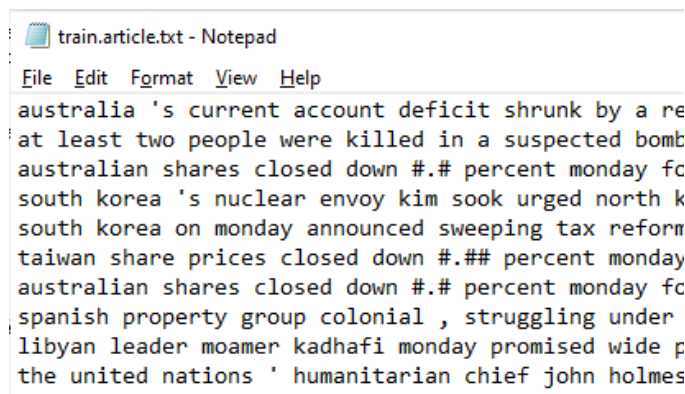 train.article.txt - Notepad
File Edit Format View Help
australia 's current account deficit shrunk by a re
at least two people were killed in a suspected bomb
australian shares closed down #.# percent monday fo
south korea 's nuclear envoy kim sook urged north k
south korea on monday announced sweeping tax reform
taiwan share prices closed down #.## percent monday
australian shares closed down #.# percent monday fo
spanish property group colonial , struggling under
libyan leader moamer kadhafi monday promised wide p
the united nations ' humanitarian chief john holmes